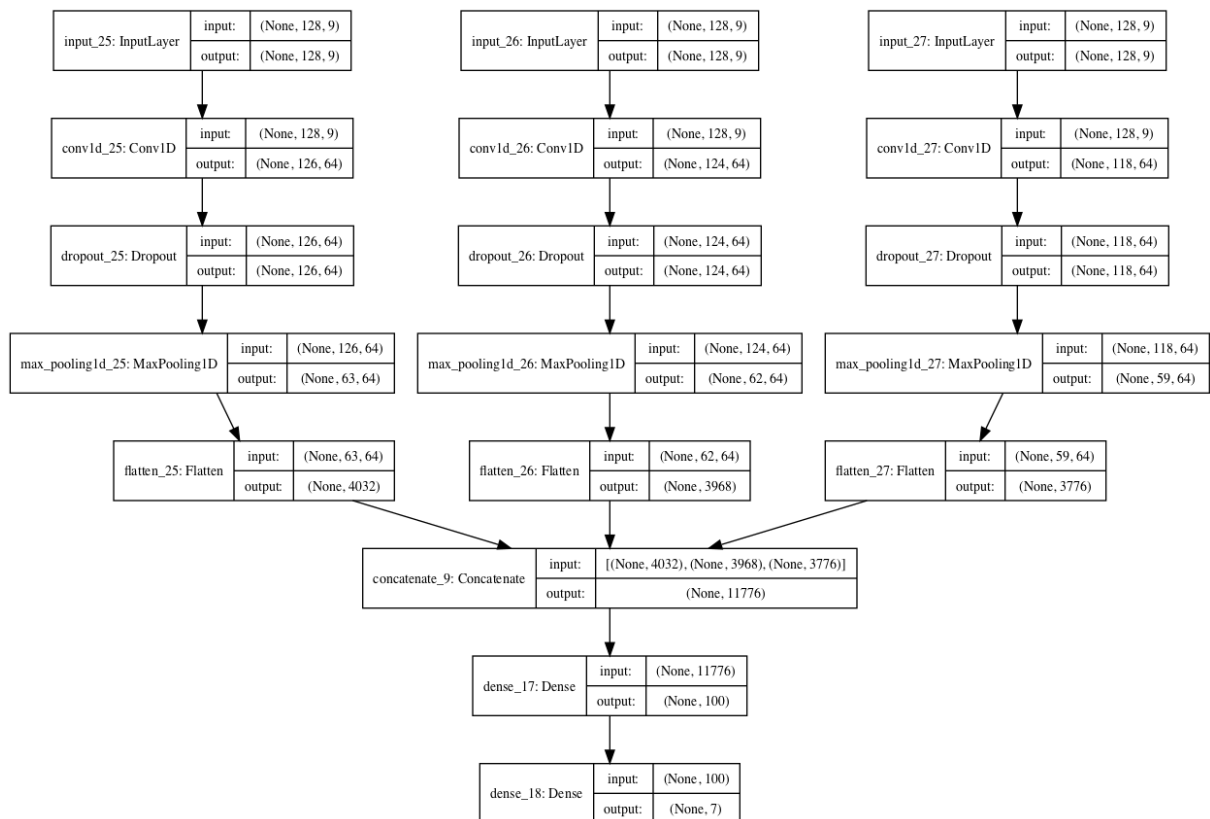 input_25: InputLayer
input: (None, 128, 9)
output: (None, 128, 9)
input_26: InputLayer
input: (None, 128, 9)
output: (None, 128, 9)
input_27: InputLayer
input: (None, 128, 9)
output: (None, 128, 9)
conv1d_25: Conv1D
input: (None, 128, 9)
output: (None, 126, 64)
conv1d_26: Conv1D
input: (None, 128, 9)
output: (None, 124, 64)
conv1d_27: Conv1D
input: (None, 128, 9)
output: (None, 118, 64)
dropout_25: Dropout
input: (None, 126, 64)
output: (None, 126, 64)
dropout_26: Dropout
input: (None, 124, 64)
output: (None, 124, 64)
dropout_27: Dropout
input: (None, 118, 64)
output: (None, 118, 64)
max_pooling1d_25: MaxPooling1D
input: (None, 126, 64)
output: (None, 63, 64)
max_pooling1d_26: MaxPooling1D
input: (None, 124, 64)
output: (None, 62, 64)
max_pooling1d_27: MaxPooling1D
input: (None, 118, 64)
output: (None, 59, 64)
flatten_25: Flatten
input: (None, 63, 64)
output: (None, 4032)
flatten_26: Flatten
input: (None, 62, 64)
output: (None, 3968)
flatten_27: Flatten
input: (None, 59, 64)
output: (None, 3776)
concatenate_9: Concatenate
input: [(None, 4032), (None, 3968), (None, 3776)]
output: (None, 11776)
dense_17: Dense
input: (None, 11776)
output: (None, 100)
dense_18: Dense
input: (None, 100)
output: (None, 7)